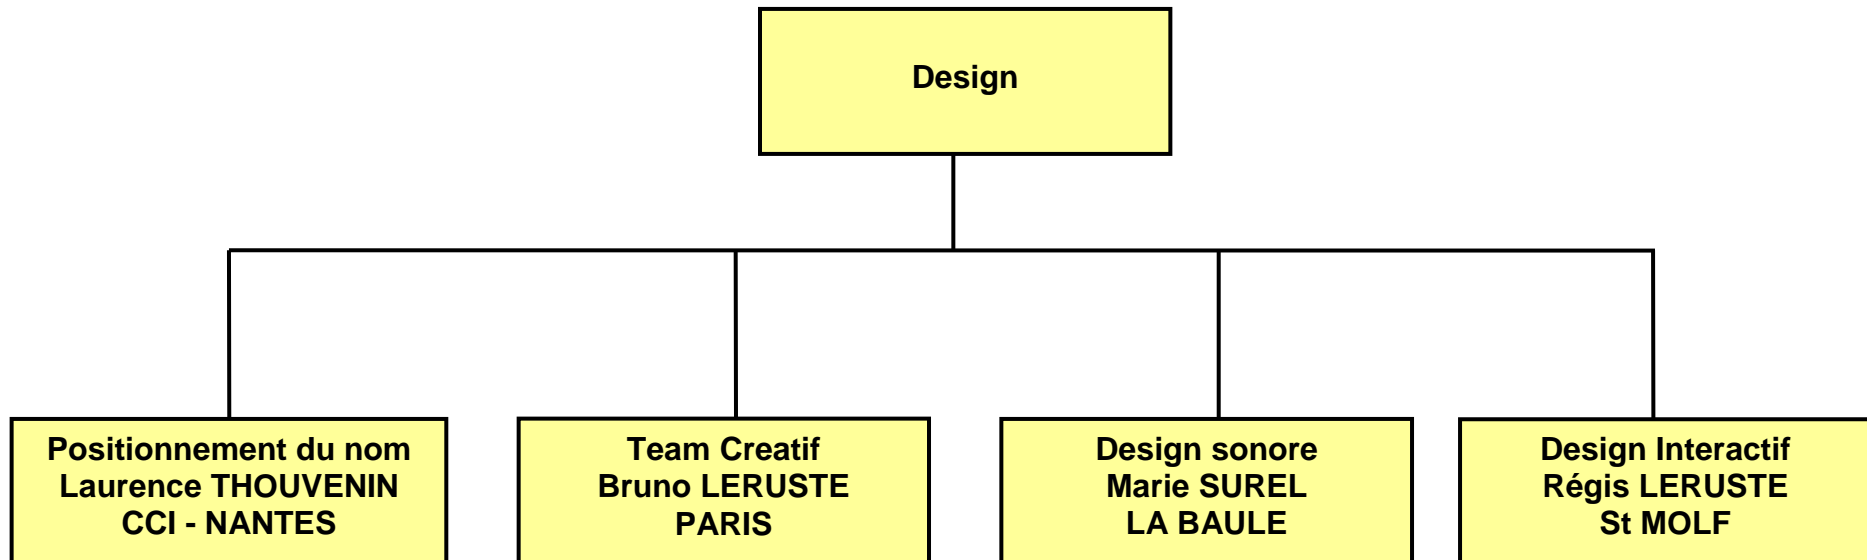 Design
Positionnement du nom
Laurence THOUVENIN
CCI - NANTES
Team Creatif
Bruno LERUSTE
PARIS
Design sonore
Marie SUREL
LA BAULE
Design Interactif
Régis LERUSTE
St MOLF